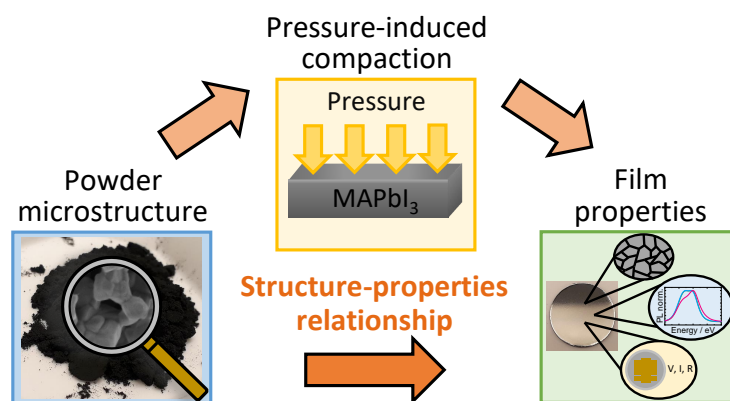 Pressure-induced
compaction
Pressure
MAPbI₃
Powder
microstructure
Film
properties
Structure-properties
relationship
PL norm.
Energy / eV
V, I, R